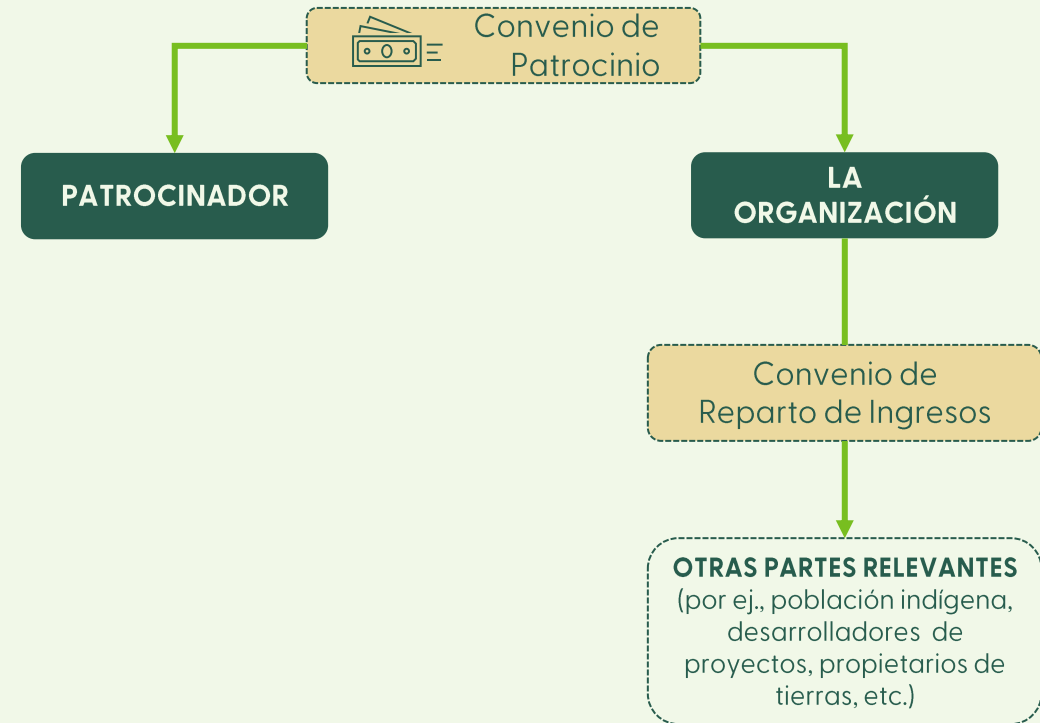 Convenio de
Patrocinio
PATROCINADOR
LA
ORGANIZACIÓN
Convenio de
Reparto de Ingresos
OTRAS PARTES RELEVANTES
(por ej., población indígena,
desarrolladores de
proyectos, propietarios de
tierras, etc.)